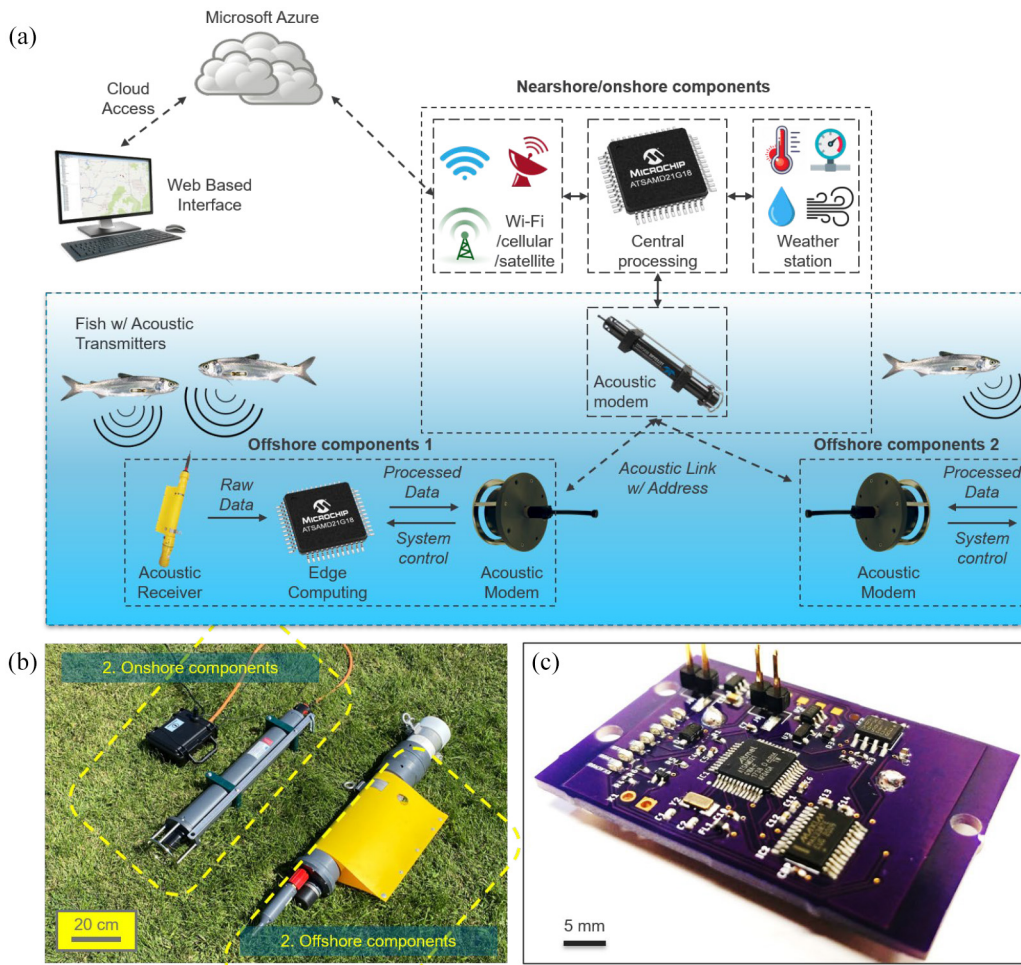 (a)
Microsoft Azure
Cloud
Access
Web Based
Interface
Nearshore/onshore components
Wi-Fi
/cellular
/satellite
MICROCHIP
ATSAMD21G18
Central
processing
Weather
station
Fish w/ Acoustic
Transmitters
Acoustic
modem
Offshore components 1
Raw
Data
MICROCHIP
ATSAMD21G18
Processed
Data
System
control
Acoustic
Receiver
Edge
Computing
Acoustic
Modem
Acoustic Link
w/ Address
Offshore components 2
Processed
Data
System
control
Acoustic
Modem
(b)
2. Onshore components
20 cm
2. Offshore components
(c)
Atmel
IC1
IC2
5 mm